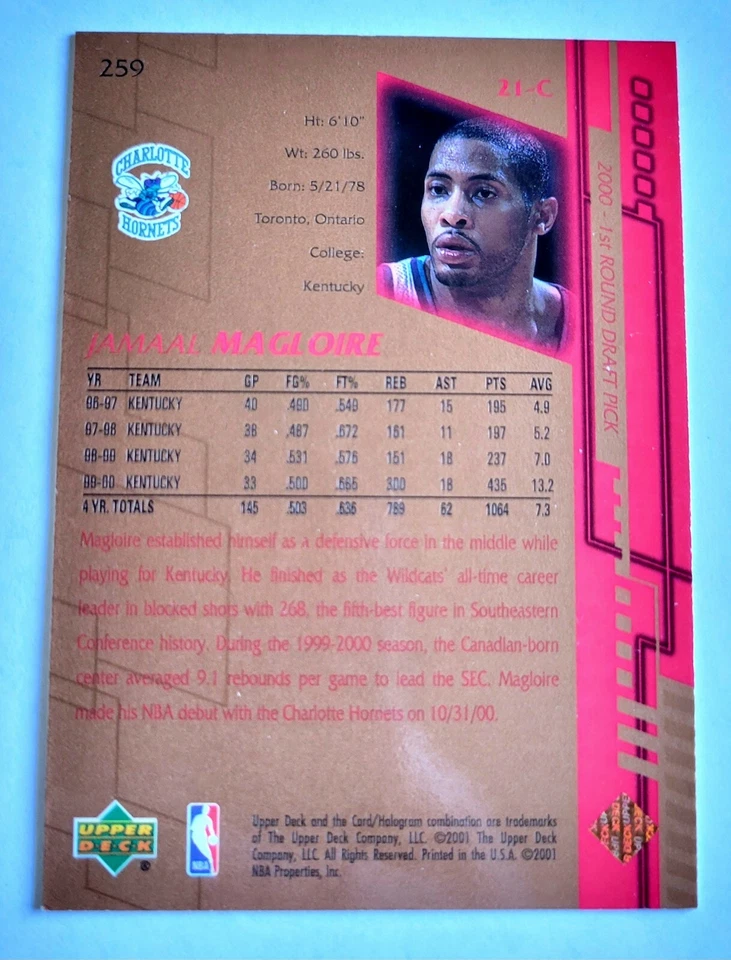 259
21-C
Ht: 6'10"
Wt: 260 lbs.
Born: 5/21/78
Toronto, Ontario
College:
Kentucky
CHARLOTTE
HORNETS
2000 - 1st ROUND DRAFT PICK
JAMAAL MAGLOIRE
YR TEAM GP FG% FT% REB AST PTS AVG
96-97 KENTUCKY 40 .490 .549 177 15 195 4.9
97-98 KENTUCKY 38 .487 .672 161 11 197 5.2
98-99 KENTUCKY 34 .531 .576 151 18 237 7.0
99-00 KENTUCKY 33 .500 .665 300 18 435 13.2
4 YR. TOTALS 145 .503 .636 789 62 1064 7.3
Magloire established himself as a defensive force in the middle while
playing for Kentucky. He finished as the Wildcats' all-time career
leader in blocked shots with 268, the fifth-best figure in Southeastern
Conference history. During the 1999-2000 season, the Canadian-born
center averaged 9.1 rebounds per game to lead the SEC. Magloire
made his NBA debut with the Charlotte Hornets on 10/31/00.
UPPER
DECK
®
NBA
Upper Deck and the Card/Hologram combination are trademarks
of The Upper Deck Company, LLC. ©2001 The Upper Deck
Company, LLC. All Rights Reserved. Printed in the U.S.A. ©2001
NBA Properties, Inc.